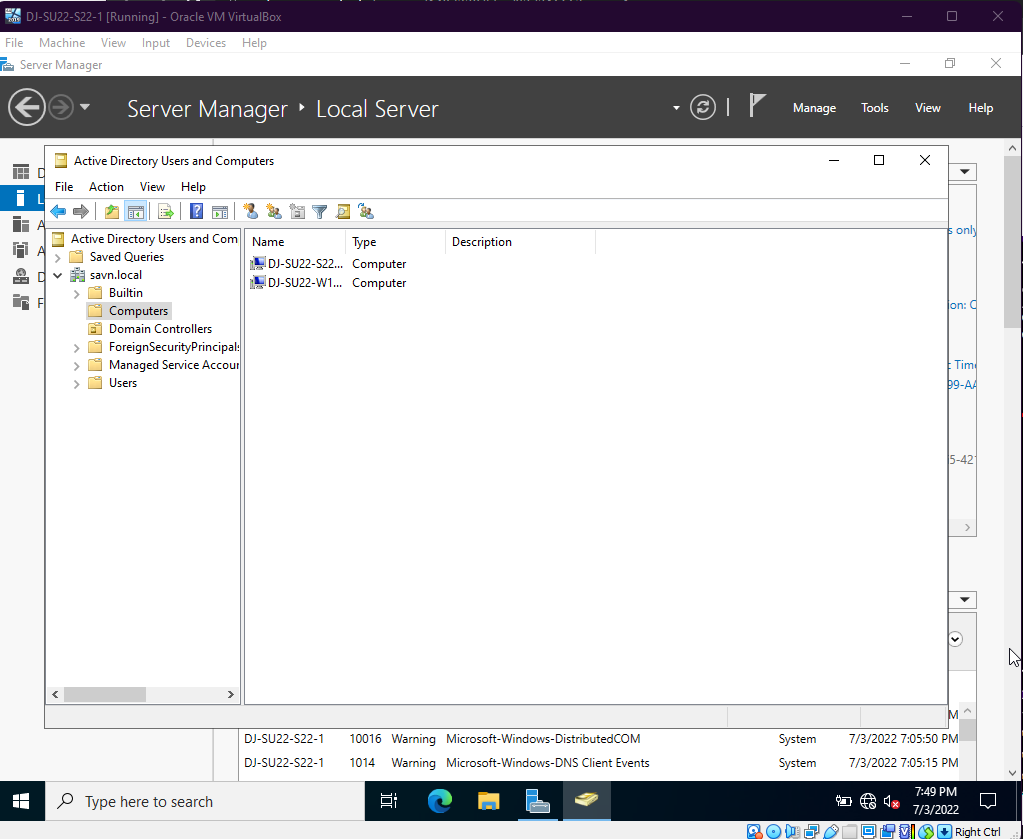 DJ-SU22-S22-1 [Running] - Oracle VM VirtualBox
File Machine View Input Devices Help
Server Manager
Server Manager Local Server
Manage Tools View Help
Active Directory Users and Computers
File Action View Help
Active Directory Users and Com
Name Type Description
Saved Queries
DJ-SU22-S22... Computer
savn.local
DJ-SU22-W1... Computer
Builtin
Computers
Domain Controllers
ForeignSecurityPrincipals
Managed Service Accour
Users
s only
ion: C
t Time
99-AA
5-421
M
DJ-SU22-S22-1 10016 Warning Microsoft-Windows-DistributedCOM System 7/3/2022 7:05:50 PM
DJ-SU22-S22-1 1014 Warning Microsoft-Windows-DNS Client Events System 7/3/2022 7:05:15 PM
Type here to search
7:49 PM
7/3/2022
Right Ctrl